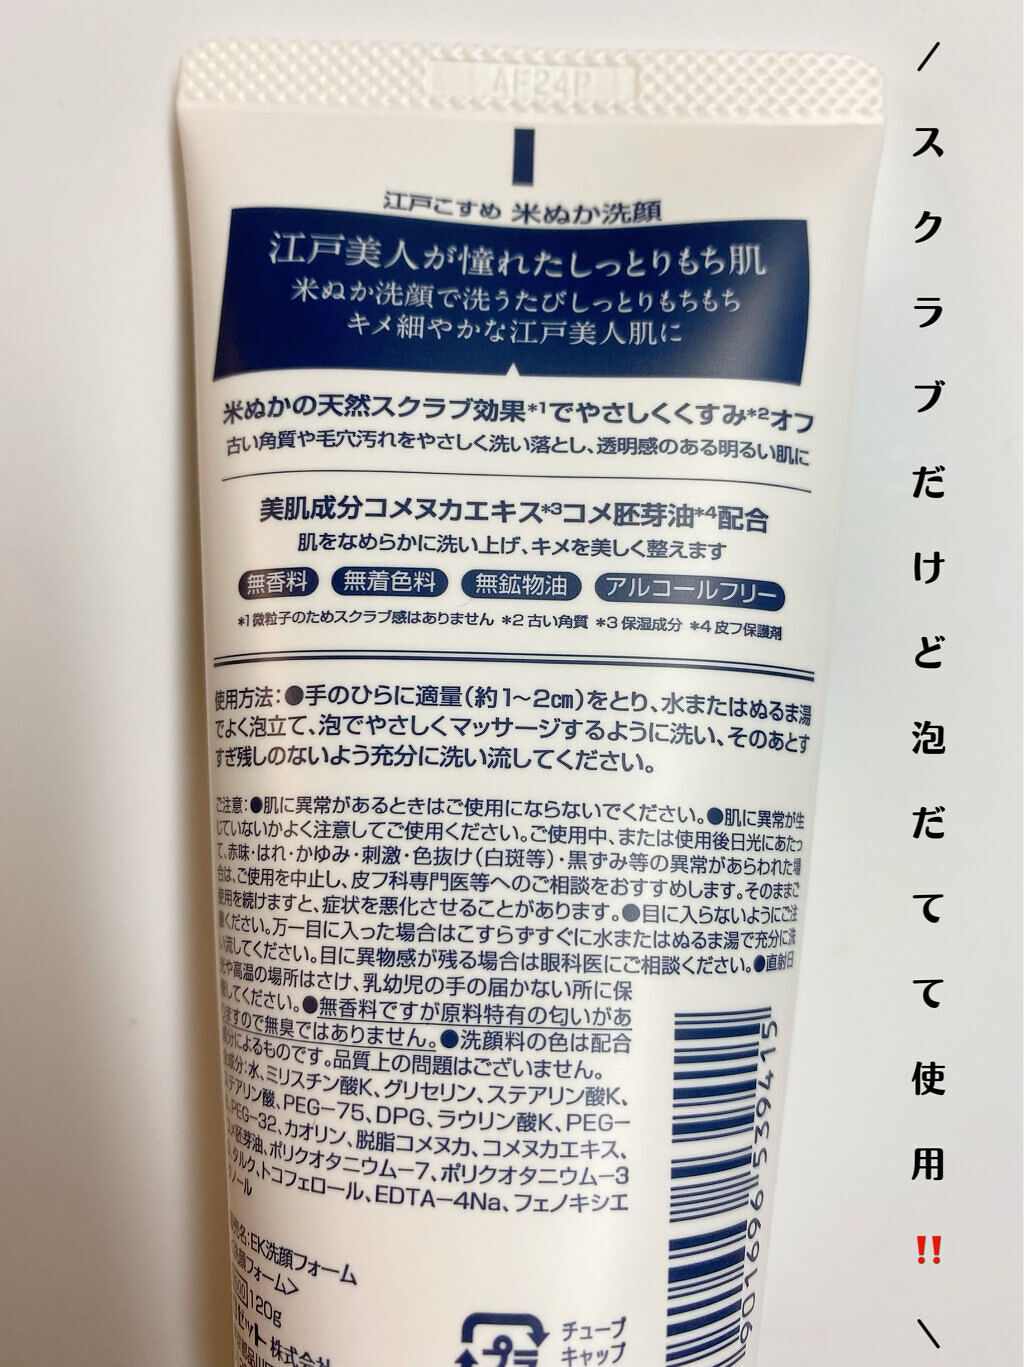 AF24P
江戸こすめ 米ぬか洗顔
江戸美人が憧れたしっとりもち肌
米ぬか洗顔で洗うたびしっとりもちもち
キメ細やかな江戸美人肌に
米ぬかの天然スクラブ効果*1でやさしくくすみ*2オフ
古い角質や毛穴汚れをやさしく洗い落とし、透明感のある明るい肌に
美肌成分コメヌカエキス*3コメ胚芽油*4配合
肌をなめらかに洗い上げ、キメを美しく整えます
無香料 無着色料 無鉱物油 アルコールフリー
*1 微粒子のためスクラブ感はありません *2 古い角質 *3 保湿成分 *4 皮フ保護剤
使用方法:●手のひらに適量(約1~2cm)をとり、水またはぬるま湯
でよく泡立て、泡でやさしくマッサージするように洗い、そのあとす
すぎ残しのないよう充分に洗い流してください。
ご注意:●肌に異常があるときはご使用にならないでください。●肌に異常が生
じていないかよく注意してご使用ください。ご使用中、または使用後日光にあたっ
て、赤味・はれ・かゆみ・刺激・色抜け(白斑等)・黒ずみ等の異常があらわれた場
合は、ご使用を中止し、皮フ科専門医等へのご相談をおすすめします。そのままご
使用を続けますと、症状を悪化させることがあります。●目に入らないようにご注
意ください。万一目に入った場合はこすらずすぐに水またはぬるま湯で充分に洗
い流してください。目に異物感が残る場合は眼科医にご相談ください。●直射日
光や高温の場所はさけ、乳幼児の手の届かない所に保
管してください。●無香料ですが原料特有の匂いがあ
りますので無臭ではありません。●洗顔料の色は配合
成分によるものです。品質上の問題はございません。
成分:水、ミリスチン酸K、グリセリン、ステアリン酸K、
ステアリン酸、PEG-75、DPG、ラウリン酸K、PEG-
PEG-32、カオリン、脱脂コメヌカ、コメヌカエキス、
コメ胚芽油、ポリクオタニウム-7、ポリクオタニウム-3
タルク、トコフェロール、EDTA-4Na、フェノキシエ
ノール
名:EK洗顔フォーム
洗顔フォーム>
120g
株式会社
プラ
チューブ
キャップ
901696 539415
/スクラブだけど泡だてて使用‼️\